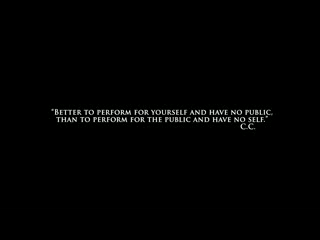 "Better to perform for yourself and have no public,
than to perform for the public and have no self."
C.C.